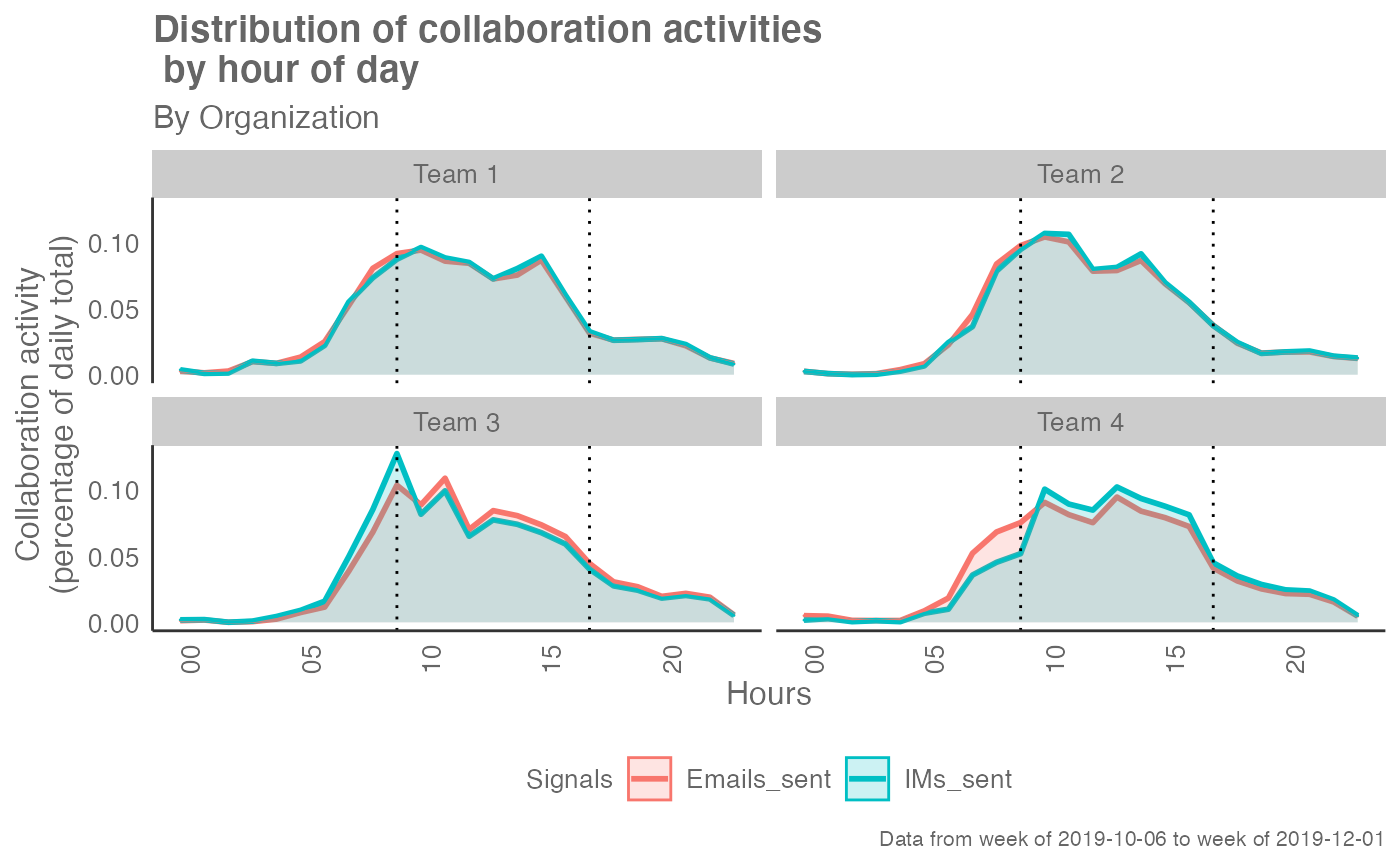 Distribution of collaboration activities
by hour of day
By Organization
Team 1
Team 2
0.10
0.05
0.00
Team 3
Team 4
0.10
0.05
0.00
Collaboration activity
(percentage of daily total)
00
05
10
15
20
00
05
10
15
20
Hours
Signals
Emails_sent
IMs_sent
Data from week of 2019-10-06 to week of 2019-12-01